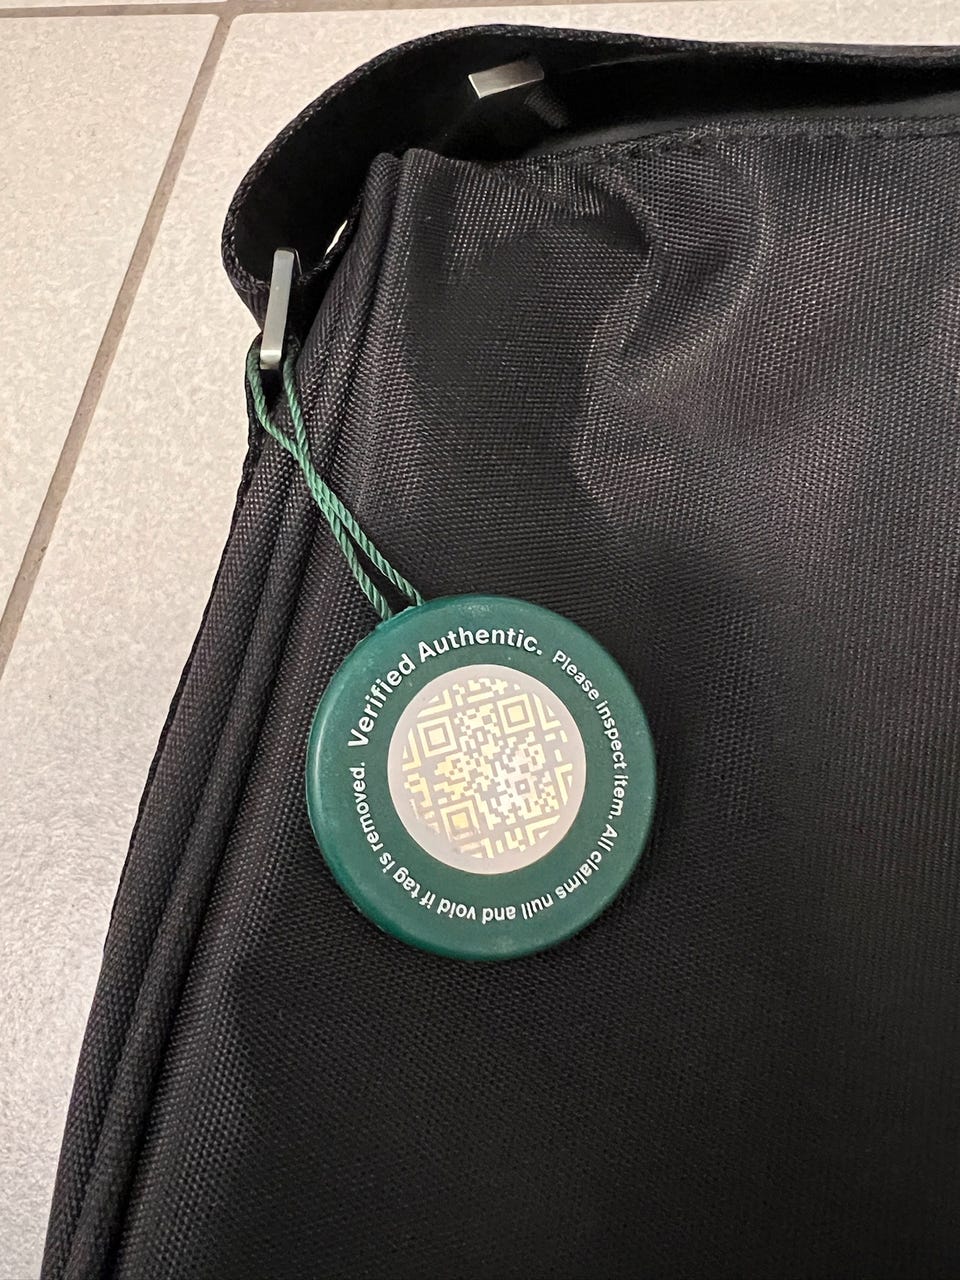 Verified Authentic.
Please inspect item. All claims null and void if tag is removed.